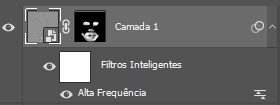 Camada 1
Filtros Inteligentes
Alta Frequência